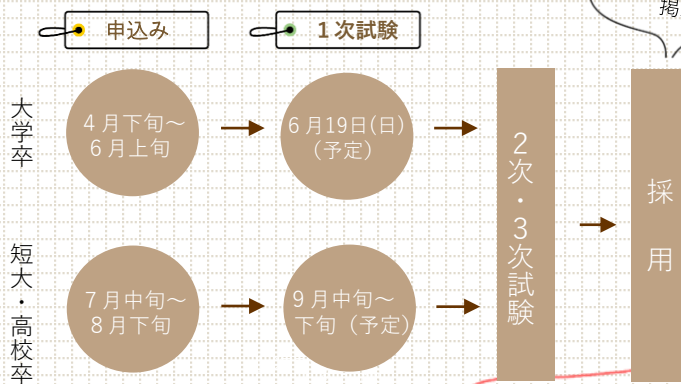 掲
申込み
1次試験
大学卒
4月下旬～
6月上旬
6月19日(日)
（予定）
2次・3次試験
採用
短大・高校卒
7月中旬～
8月下旬
9月中旬～
下旬（予定）